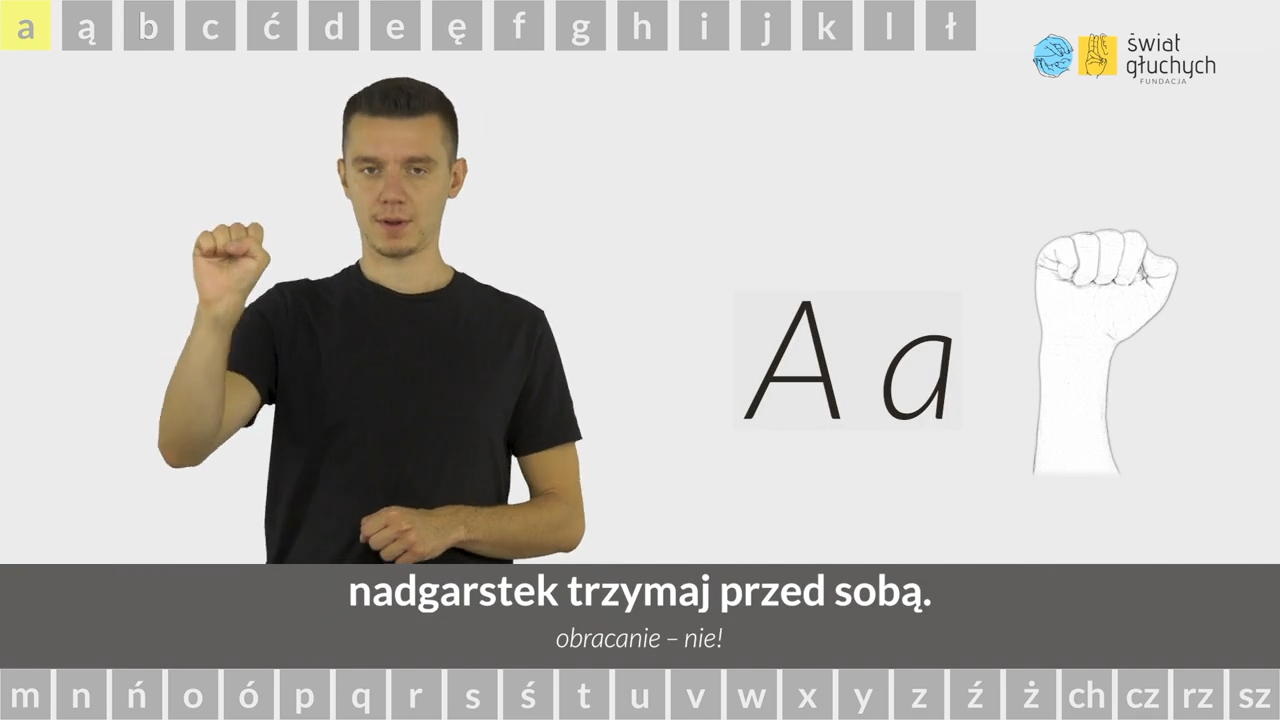 a ą b c ć d e ę f g h i j k l ł
świat
głuchych
FUNDACJA
A a
nadgarstek trzymaj przed sobą.
obracanie – nie!
m n ń o ó p q r s ś t u v w x y z ź ż ch cz rz sz